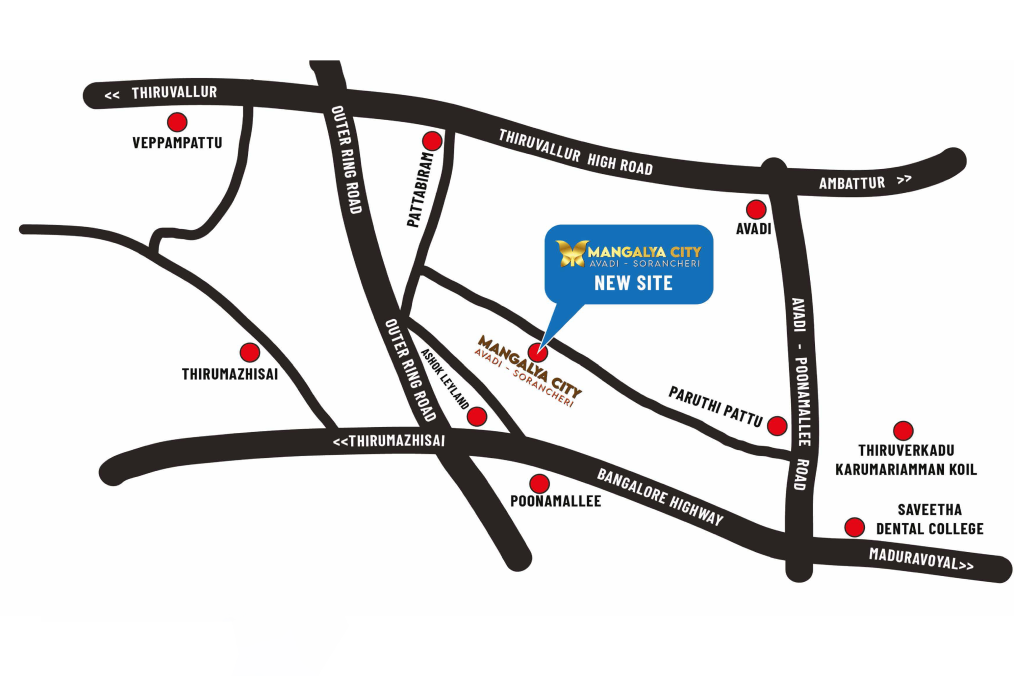 << THIRUVALLUR
VEPPAMPATTU
OUTER RING ROAD
PATTABIRAM
THIRUVALLUR HIGH ROAD
AMBATTUR >>
AVADI
MANGALYA CITY
AVADI - SORANCHERI
NEW SITE
AVADI - POONAMALLEE ROAD
THIRUMAZHISAI
OUTER RING ROAD
ASHOK LEYLAND
MANGALYA CITY
AVADI - SORANCHERI
PARUTHI PATTU
<<THIRUMAZHISAI
THIRUVERKADU
KARUMARIAMMAN KOIL
POONAMALLEE
BANGALORE HIGHWAY
SAVEETHA
DENTAL COLLEGE
MADURAVOYAL>>